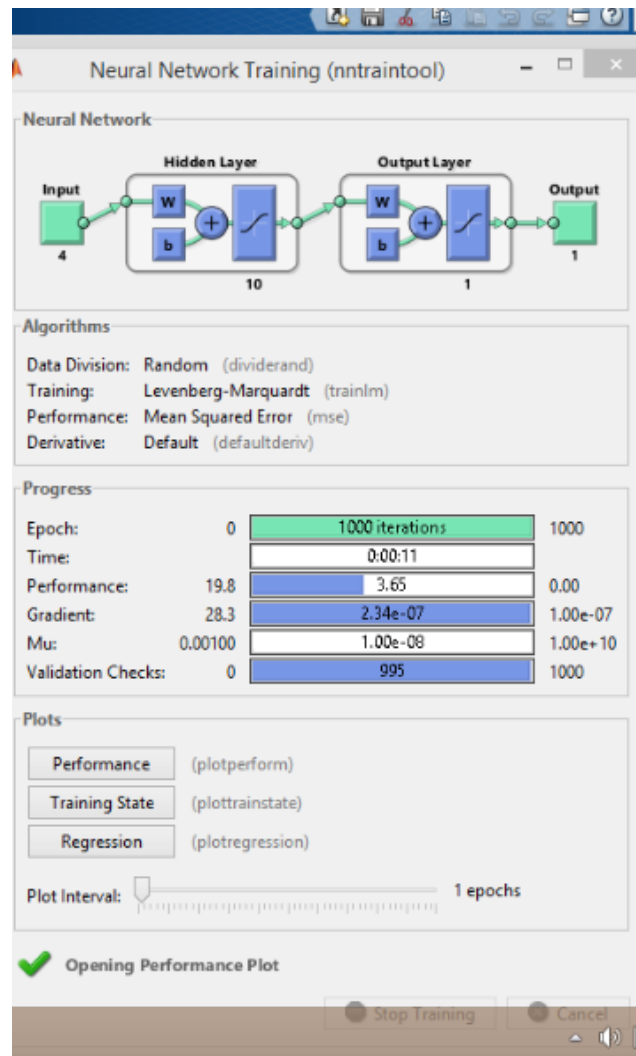 Neural Network Training (nntraintool)
Neural Network
Hidden Layer Output Layer
Input Output
W W
b b
4 1
10 1
Algorithms
Data Division: Random (dividerand)
Training: Levenberg-Marquardt (trainlm)
Performance: Mean Squared Error (mse)
Derivative: Default (defaultderiv)
Progress
Epoch: 0 1000 iterations 1000
Time: 0:00:11
Performance: 19.8 3.65 0.00
Gradient: 28.3 2.34e-07 1.00e-07
Mu: 0.00100 1.00e-08 1.00e+10
Validation Checks: 0 995 1000
Plots
Performance (plotperform)
Training State (plottrainstate)
Regression (plotregression)
Plot Interval: 1 epochs
Opening Performance Plot
Stop Training Cancel